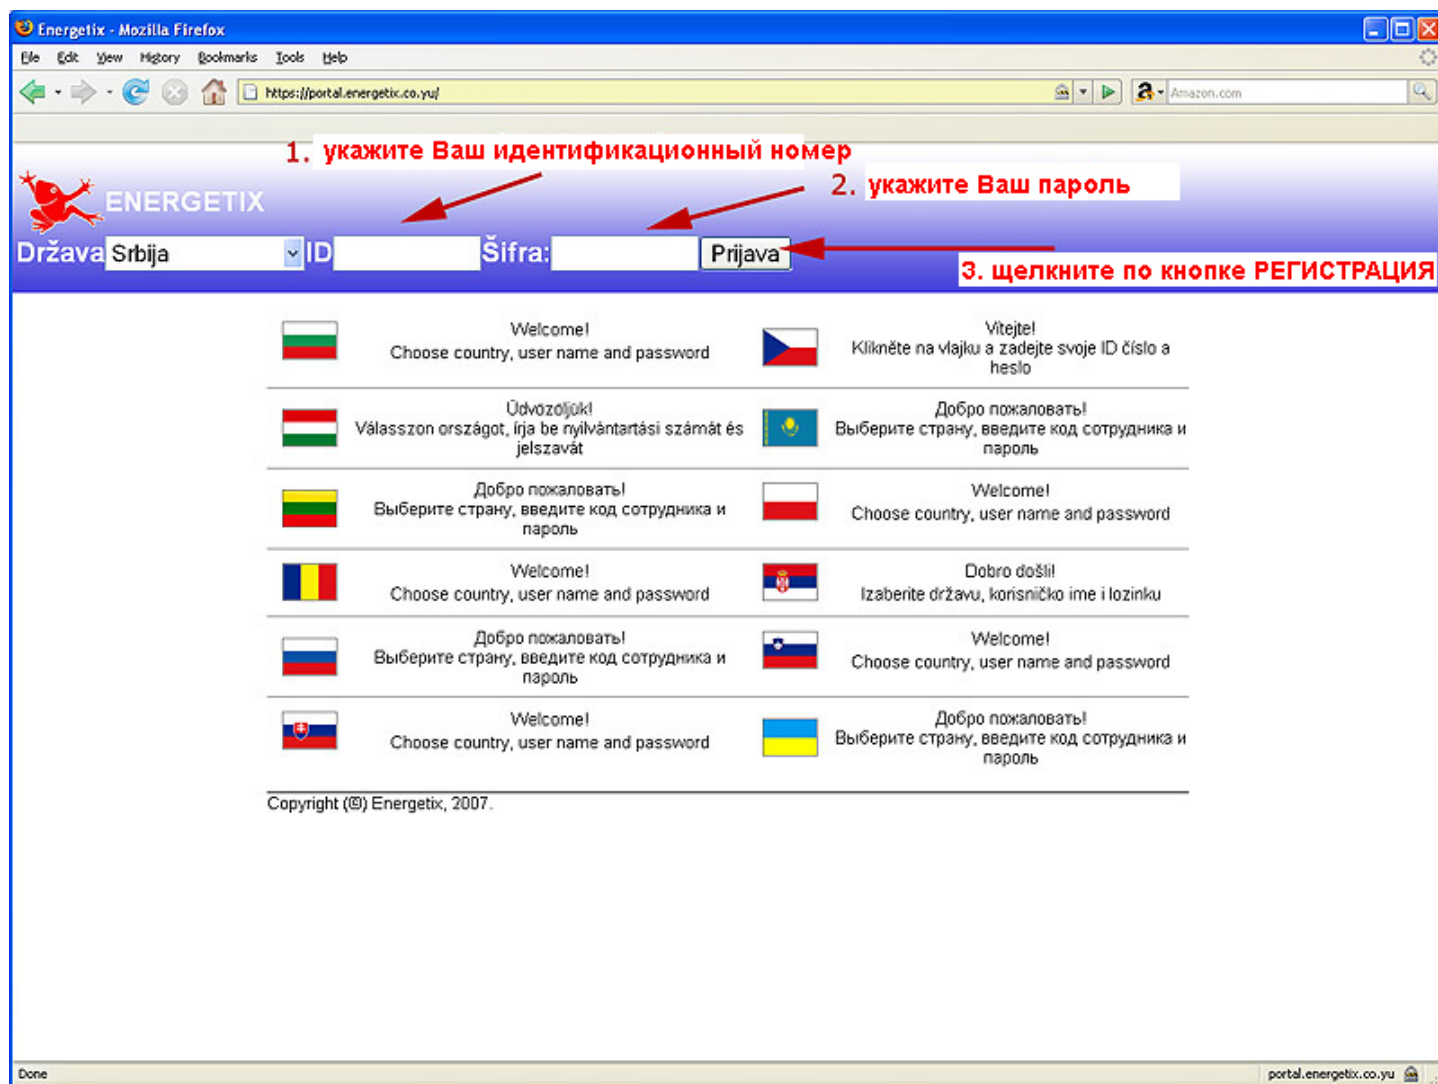 Energetix - Mozilla Firefox
File Edit View History Bookmarks Tools Help
https://portal.energetix.co.yu/
Amazon.com
1. укажите Ваш идентификационный номер
2. укажите Ваш пароль
ENERGETIX
Država Srbija ID Šifra: Prijava
3. щелкните по кнопке РЕГИСТРАЦИЯ
Welcome!
Choose country, user name and password
Vítejte!
Klikněte na vlajku a zadejte svoje ID číslo a
heslo
Üdvözöljük!
Válasszon országot, írja be nyilvántartási számát és
jelszavát
Добро пожаловать!
Выберите страну, введите код сотрудника и
пароль
Добро пожаловать!
Выберите страну, введите код сотрудника и
пароль
Welcome!
Choose country, user name and password
Welcome!
Choose country, user name and password
Dobro došli!
Izaberite državu, korisničko ime i lozinku
Добро пожаловать!
Выберите страну, введите код сотрудника и
пароль
Welcome!
Choose country, user name and password
Welcome!
Choose country, user name and password
Добро пожаловать!
Выберите страну, введите код сотрудника и
пароль
Copyright (©) Energetix, 2007.
Done
portal.energetix.co.yu